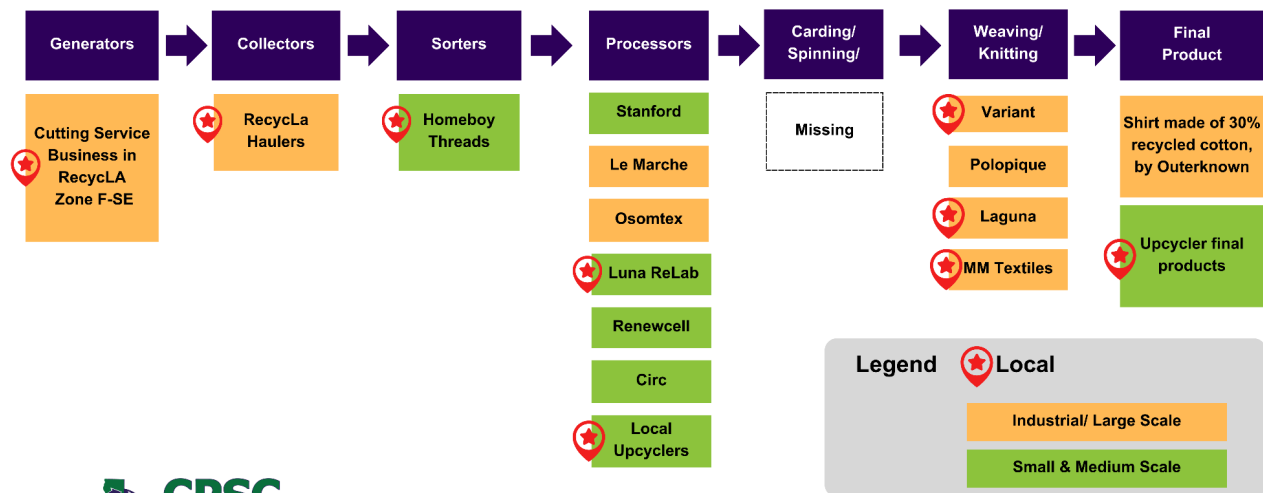 Generators
Collectors
Sorters
Processors
Carding/
Spinning/
Weaving/
Knitting
Final
Product
Cutting Service
Business in
RecycLA
Zone F-SE
RecycLa
Haulers
Homeboy
Threads
Stanford
Le Marche
Osomtex
Luna ReLab
Renewcell
Circ
Local
Upcyclers
Missing
Variant
Polopique
Laguna
MM Textiles
Shirt made of 30%
recycled cotton,
by Outerknown
Upcycler final
products
Legend
Local
Industrial/ Large Scale
Small & Medium Scale
CPSC